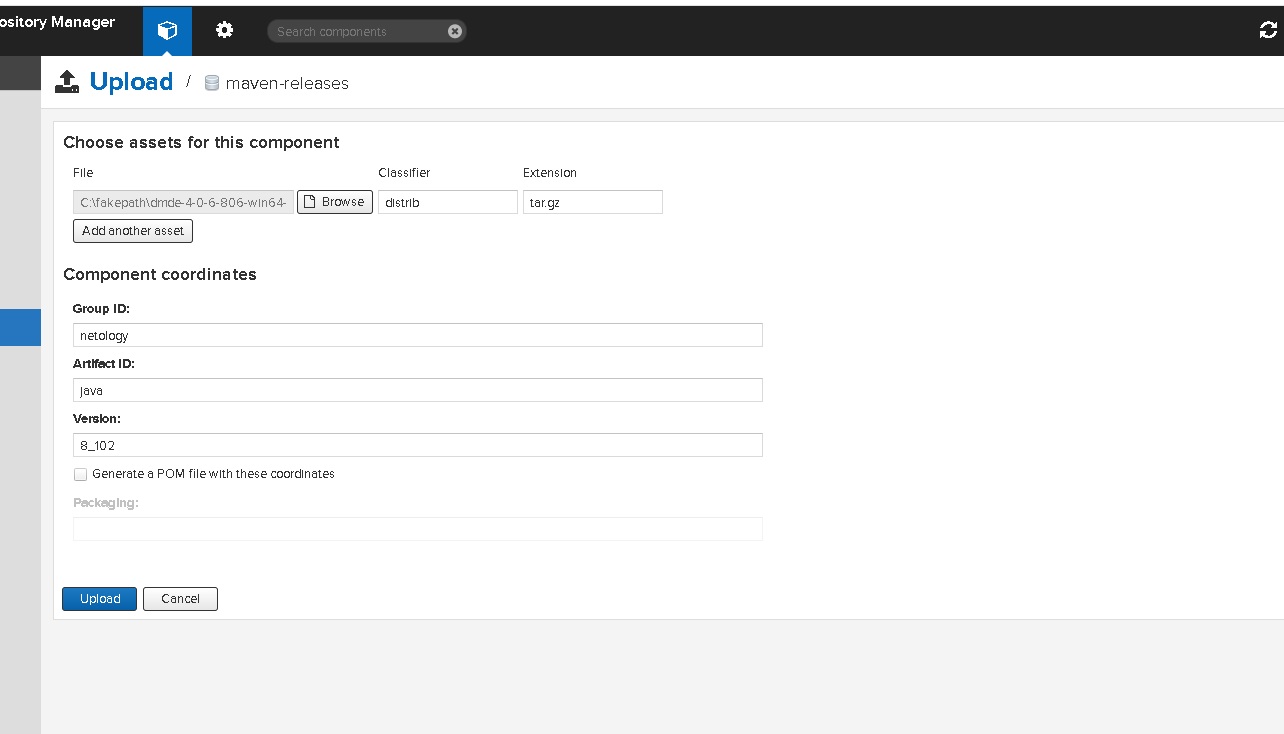 ository Manager
Search components
Upload / maven-releases
Choose assets for this component
File Classifier Extension
C:\fakepath\dmde-4-0-6-806-win64- Browse distrib tar.gz
Add another asset
Component coordinates
Group ID:
netology
Artifact ID:
java
Version:
8_102
Generate a POM file with these coordinates
Packaging:
Upload Cancel